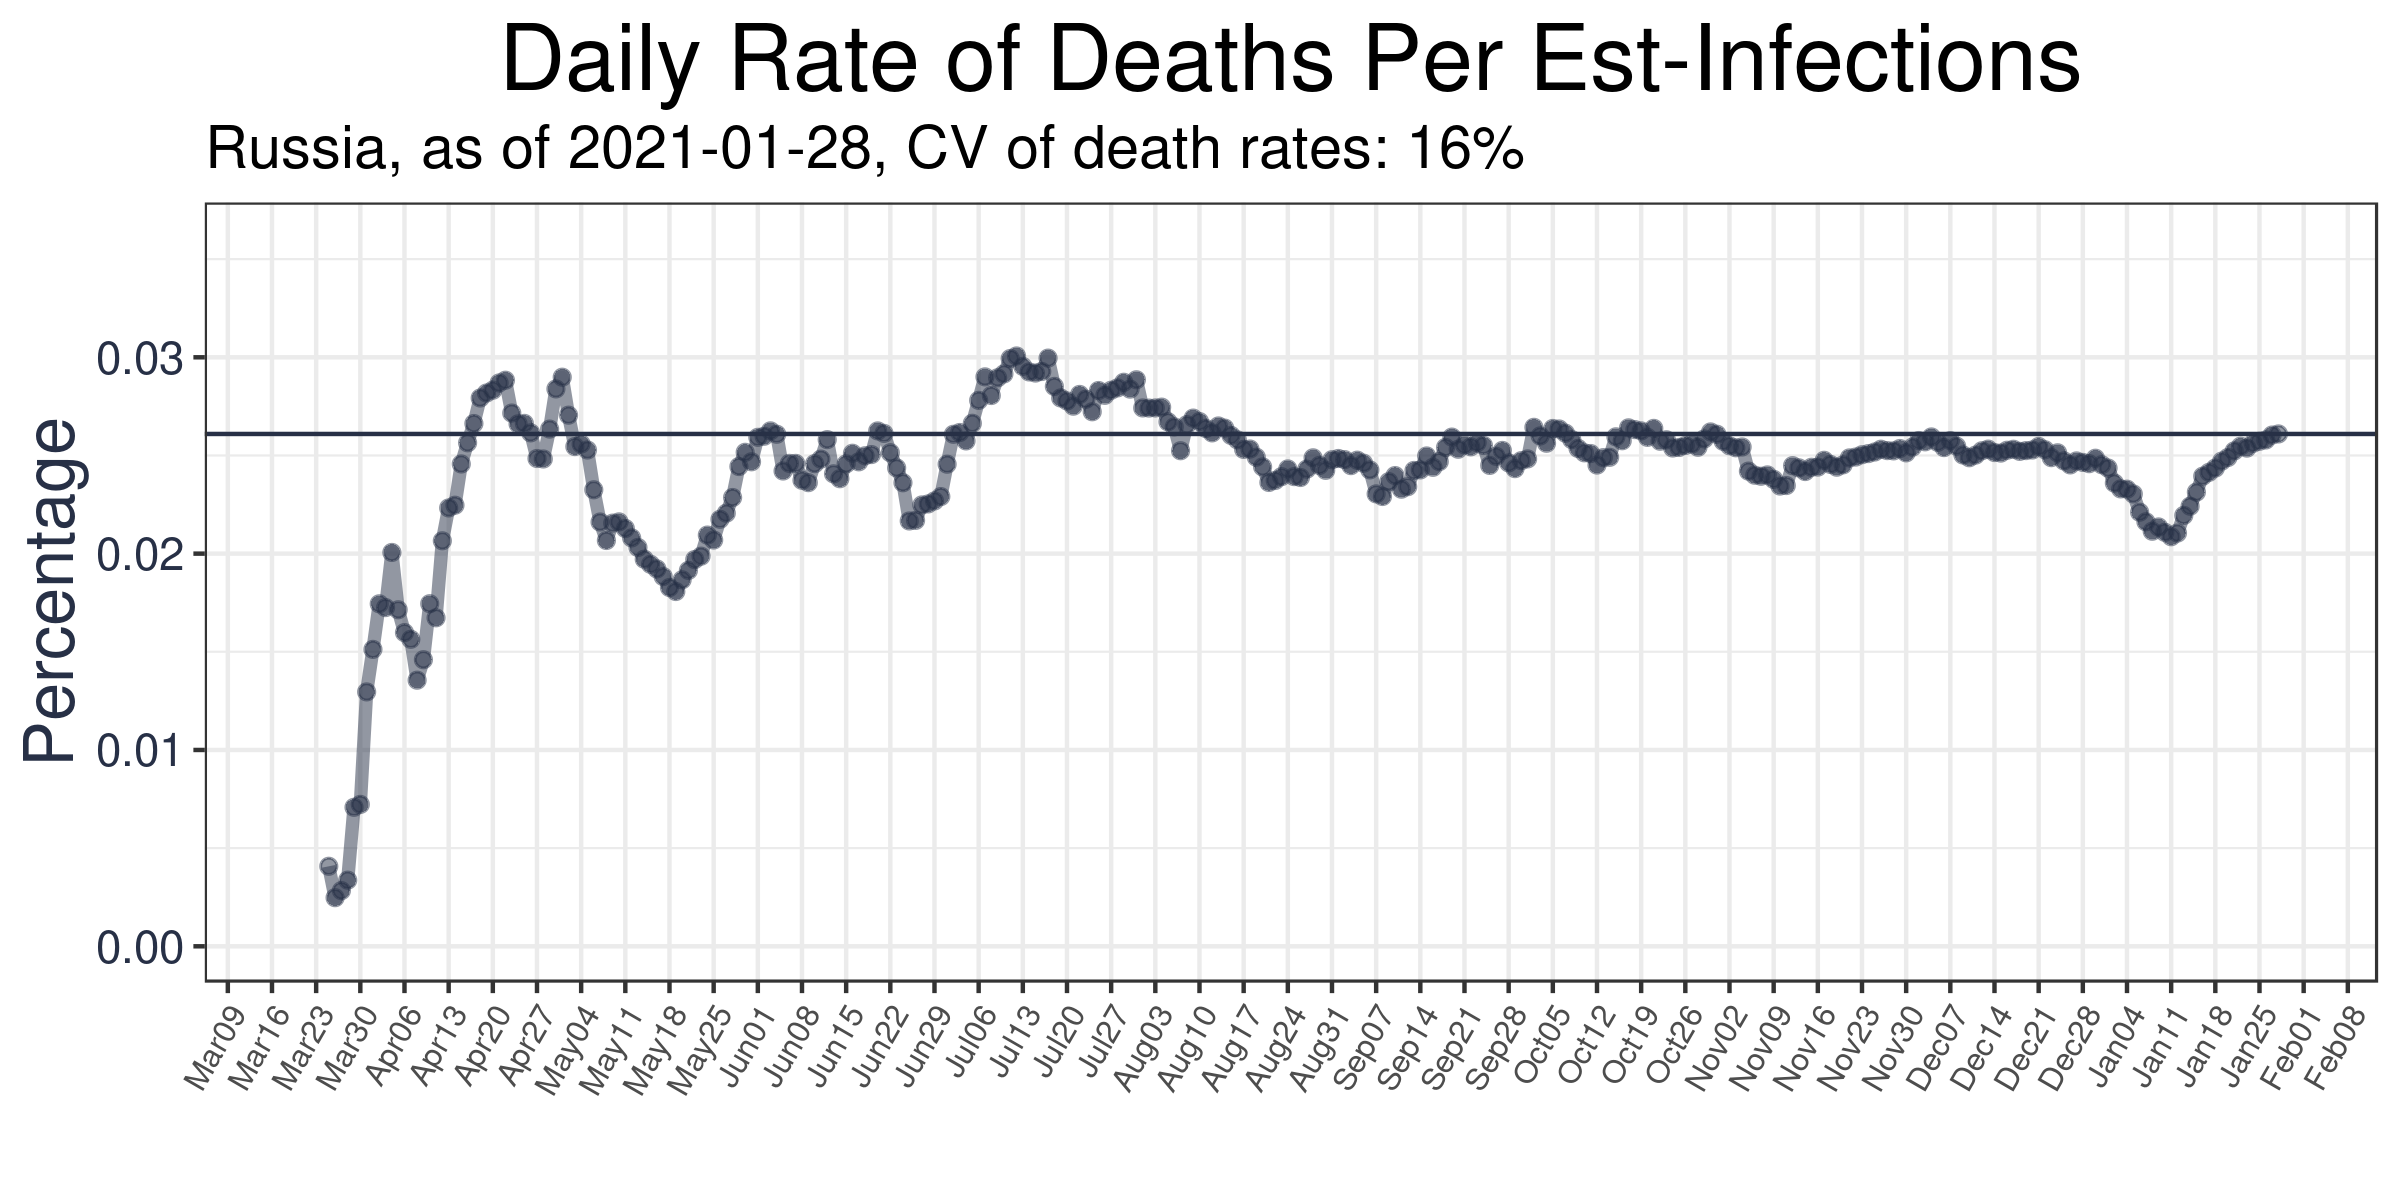 Daily Rate of Deaths Per Est-Infections
Russia, as of 2021-01-28, CV of death rates: 16%
Percentage
0.03
0.02
0.01
0.00
Mar09 Mar16 Mar23 Mar30 Apr06 Apr13 Apr20 Apr27 May04 May11 May18 May25 Jun01 Jun08 Jun15 Jun22 Jun29 Jul06 Jul13 Jul20 Jul27 Aug03 Aug10 Aug17 Aug24 Aug31 Sep07 Sep14 Sep21 Sep28 Oct05 Oct12 Oct19 Oct26 Nov02 Nov09 Nov16 Nov23 Nov30 Dec07 Dec14 Dec21 Dec28 Jan04 Jan11 Jan18 Jan25 Feb01 Feb08